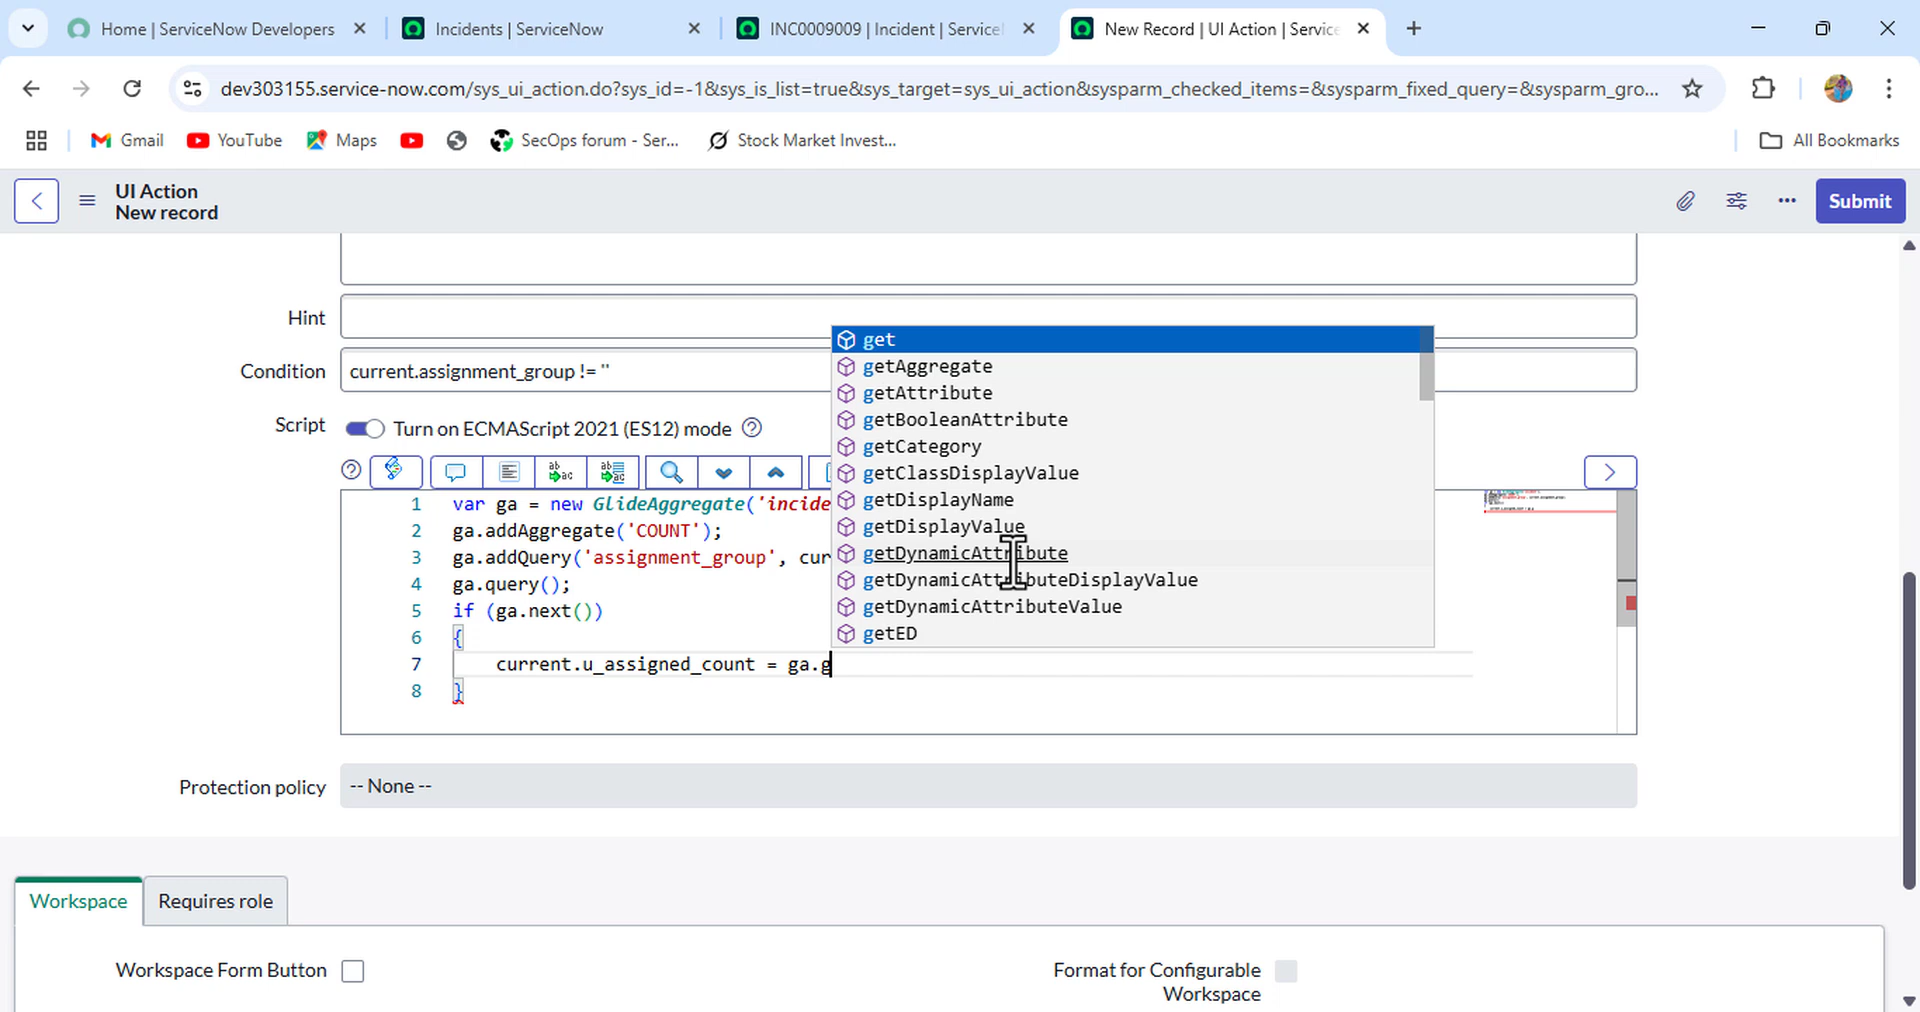 Home | ServiceNow Developers
Incidents | ServiceNow
INC0009009 | Incident | Service
New Record | UI Action | Service
dev303155.service-now.com/sys_ui_action.do?sys_id=-1&sys_is_list=true&sys_target=sys_ui_action&sysparm_checked_items=&sysparm_fixed_query=&sysparm_gro...
Gmail
YouTube
Maps
SecOps forum - Ser...
Stock Market Invest...
All Bookmarks
UI Action
New record
Submit
Hint
Condition
current.assignment_group != ''
Script
Turn on ECMAScript 2021 (ES12) mode
1 var ga = new GlideAggregate('incide
2 ga.addAggregate('COUNT');
3 ga.addQuery('assignment_group', cur
4 ga.query();
5 if (ga.next())
6 {
7 current.u_assigned_count = ga.g
8 }
get
getAggregate
getAttribute
getBooleanAttribute
getCategory
getClassDisplayValue
getDisplayName
getDisplayValue
getDynamicAttribute
getDynamicAttributeDisplayValue
getDynamicAttributeValue
getED
Protection policy
-- None --
Workspace
Requires role
Workspace Form Button
Format for Configurable
Workspace